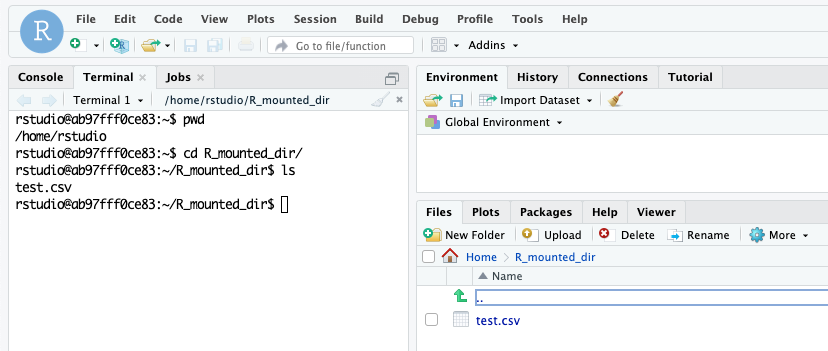 R
File Edit Code View Plots Session Build Debug Profile Tools Help
Go to file/function Addins
Console Terminal Jobs
Terminal 1 /home/rstudio/R_mounted_dir
rstudio@ab97fff0ce83:~$ pwd
/home/rstudio
rstudio@ab97fff0ce83:~$ cd R_mounted_dir/
rstudio@ab97fff0ce83:~/R_mounted_dir$ ls
test.csv
rstudio@ab97fff0ce83:~/R_mounted_dir$
Environment History Connections Tutorial
Import Dataset
Global Environment
Files Plots Packages Help Viewer
New Folder Upload Delete Rename More
Home R_mounted_dir
Name
..
test.csv